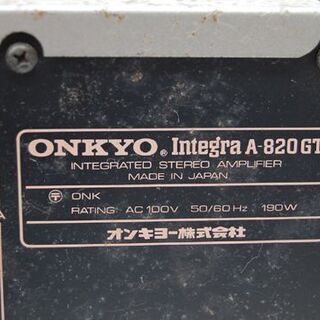 ONKYO® Integra A-820GT
INTEGRATED STEREO AMPLIFIER
MADE IN JAPAN
〒 ONK
RATING: AC 100V 50/60Hz, 190W
オンキヨー株式会社